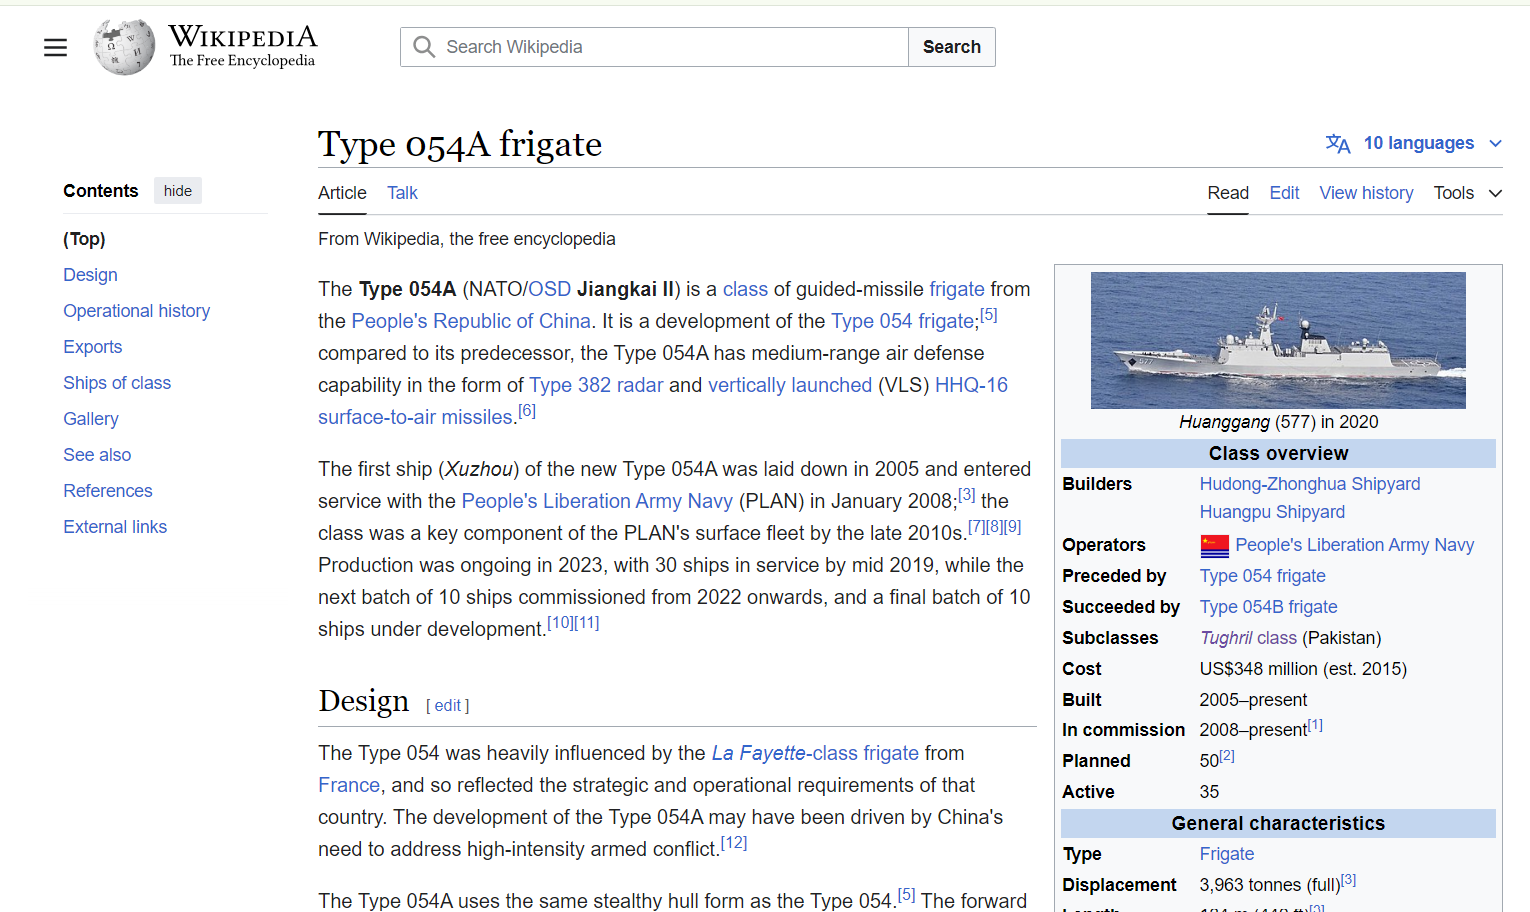 WIKIPEDIA
The Free Encyclopedia
Search Wikipedia
Search
Type 054A frigate
10 languages
Contents hide
(Top)
Design
Operational history
Exports
Ships of class
Gallery
See also
References
External links
Article Talk
Read Edit View history Tools
From Wikipedia, the free encyclopedia
The Type 054A (NATO/OSD Jiangkai II) is a class of guided-missile frigate from
the People's Republic of China. It is a development of the Type 054 frigate;[5]
compared to its predecessor, the Type 054A has medium-range air defense
capability in the form of Type 382 radar and vertically launched (VLS) HHQ-16
surface-to-air missiles.[6]
The first ship (Xuzhou) of the new Type 054A was laid down in 2005 and entered
service with the People's Liberation Army Navy (PLAN) in January 2008;[3] the
class was a key component of the PLAN's surface fleet by the late 2010s.[7][8][9]
Production was ongoing in 2023, with 30 ships in service by mid 2019, while the
next batch of 10 ships commissioned from 2022 onwards, and a final batch of 10
ships under development.[10][11]
Design [ edit ]
The Type 054 was heavily influenced by the La Fayette-class frigate from
France, and so reflected the strategic and operational requirements of that
country. The development of the Type 054A may have been driven by China's
need to address high-intensity armed conflict.[12]
The Type 054A uses the same stealthy hull form as the Type 054.[5] The forward
Huanggang (577) in 2020
Class overview
Builders Hudong-Zhonghua Shipyard
Huangpu Shipyard
Operators People's Liberation Army Navy
Preceded by Type 054 frigate
Succeeded by Type 054B frigate
Subclasses Tughril class (Pakistan)
Cost US$348 million (est. 2015)
Built 2005–present
In commission 2008–present[1]
Planned 50[2]
Active 35
General characteristics
Type Frigate
Displacement 3,963 tonnes (full)[3]